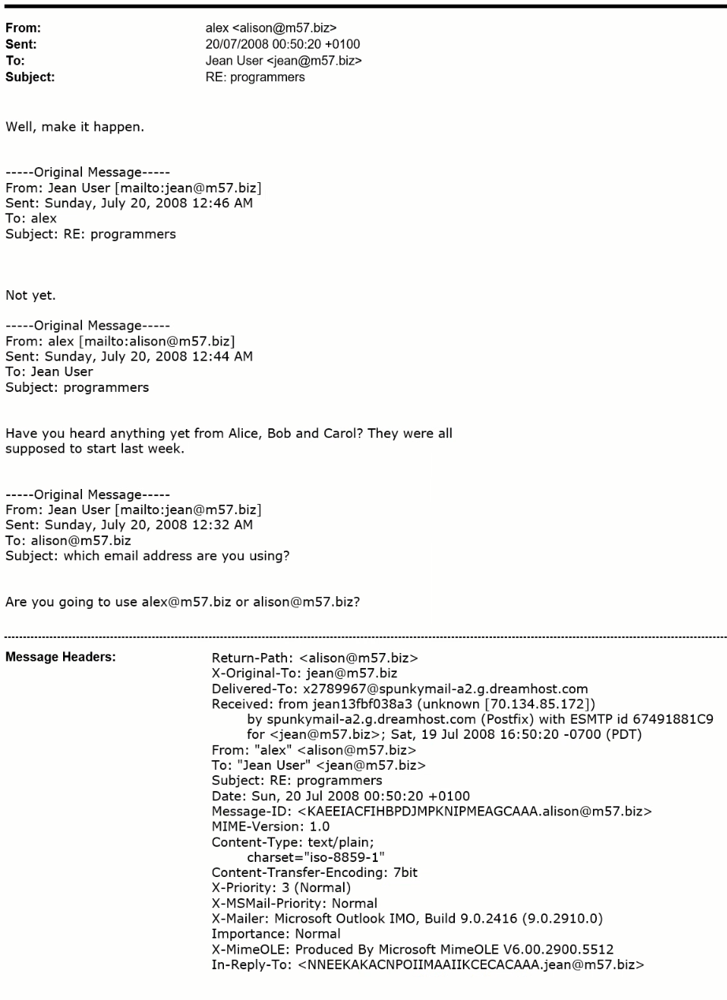 From: alex <alison@m57.biz>
Sent: 20/07/2008 00:50:20 +0100
To: Jean User <jean@m57.biz>
Subject: RE: programmers
Well, make it happen.
-----Original Message-----
From: Jean User [mailto:jean@m57.biz]
Sent: Sunday, July 20, 2008 12:46 AM
To: alex
Subject: RE: programmers
Not yet.
-----Original Message-----
From: alex [mailto:alison@m57.biz]
Sent: Sunday, July 20, 2008 12:44 AM
To: Jean User
Subject: programmers
Have you heard anything yet from Alice, Bob and Carol? They were all
supposed to start last week.
-----Original Message-----
From: Jean User [mailto:jean@m57.biz]
Sent: Sunday, July 20, 2008 12:32 AM
To: alison@m57.biz
Subject: which email address are you using?
Are you going to use alex@m57.biz or alison@m57.biz?
Message Headers: Return-Path: <alison@m57.biz>
X-Original-To: jean@m57.biz
Delivered-To: x2789967@spunkymail-a2.g.dreamhost.com
Received: from jean13fbf038a3 (unknown [70.134.85.172])
by spunkymail-a2.g.dreamhost.com (Postfix) with ESMTP id 67491881C9
for <jean@m57.biz>; Sat, 19 Jul 2008 16:50:20 -0700 (PDT)
From: "alex" <alison@m57.biz>
To: "Jean User" <jean@m57.biz>
Subject: RE: programmers
Date: Sun, 20 Jul 2008 00:50:20 +0100
Message-ID: <KAEEIACFIHBPDJMPKNIPMEAGCAAA.alison@m57.biz>
MIME-Version: 1.0
Content-Type: text/plain;
charset="iso-8859-1"
Content-Transfer-Encoding: 7bit
X-Priority: 3 (Normal)
X-MSMail-Priority: Normal
X-Mailer: Microsoft Outlook IMO, Build 9.0.2416 (9.0.2910.0)
Importance: Normal
X-MimeOLE: Produced By Microsoft MimeOLE V6.00.2900.5512
In-Reply-To: <NNEEKAKACNPOIIMAAIIKCECACAAA.jean@m57.biz>